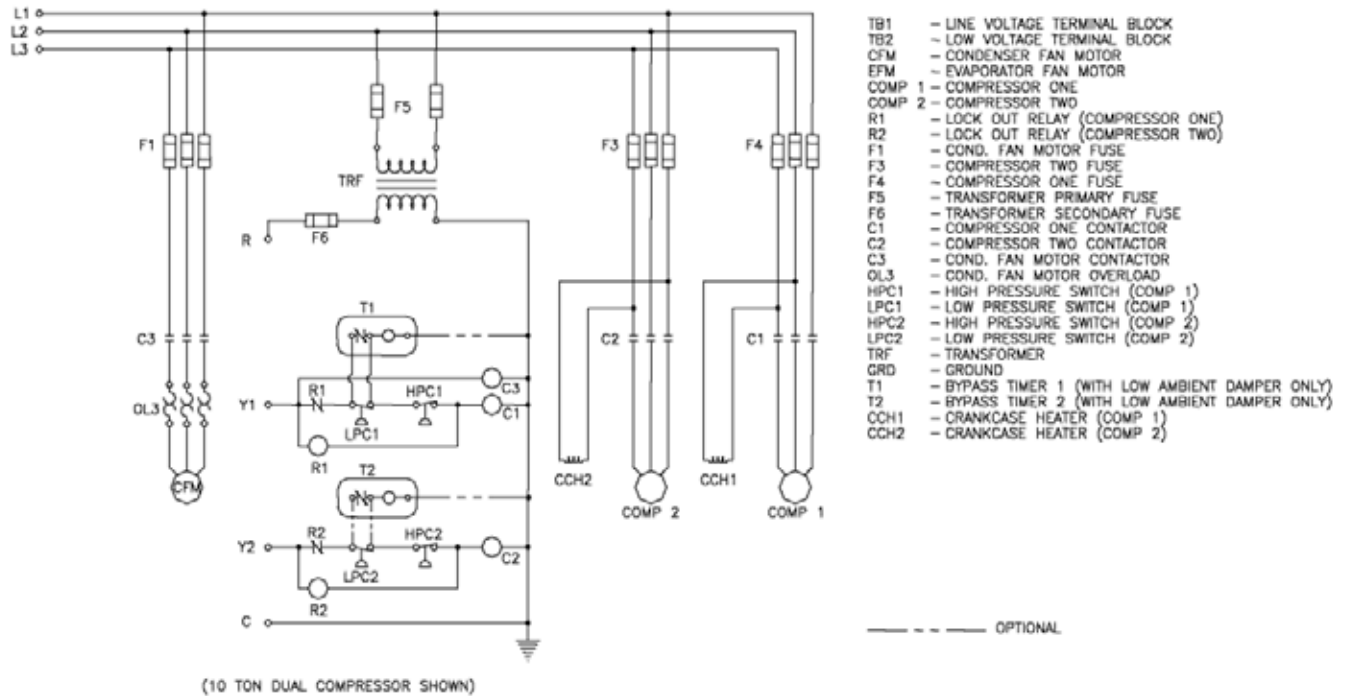 L1
L2
L3
F1
F5
F3
F4
TRF
R
F6
T1
C3
C2
C1
R1
HPC1
C3
C1
Y1
OL3
LPC1
R1
T2
CCH2
CCH1
CFM
COMP 2
COMP 1
R2
HPC2
Y2
C2
LPC2
R2
C
(10 TON DUAL COMPRESSOR SHOWN)
TB1 – LINE VOLTAGE TERMINAL BLOCK
TB2 – LOW VOLTAGE TERMINAL BLOCK
CFM – CONDENSER FAN MOTOR
EFM – EVAPORATOR FAN MOTOR
COMP 1 – COMPRESSOR ONE
COMP 2 – COMPRESSOR TWO
R1 – LOCK OUT RELAY (COMPRESSOR ONE)
R2 – LOCK OUT RELAY (COMPRESSOR TWO)
F1 – COND. FAN MOTOR FUSE
F3 – COMPRESSOR TWO FUSE
F4 – COMPRESSOR ONE FUSE
F5 – TRANSFORMER PRIMARY FUSE
F6 – TRANSFORMER SECONDARY FUSE
C1 – COMPRESSOR ONE CONTACTOR
C2 – COMPRESSOR TWO CONTACTOR
C3 – COND. FAN MOTOR CONTACTOR
OL3 – COND. FAN MOTOR OVERLOAD
HPC1 – HIGH PRESSURE SWITCH (COMP 1)
LPC1 – LOW PRESSURE SWITCH (COMP 1)
HPC2 – HIGH PRESSURE SWITCH (COMP 2)
LPC2 – LOW PRESSURE SWITCH (COMP 2)
TRF – TRANSFORMER
GRD – GROUND
T1 – BYPASS TIMER 1 (WITH LOW AMBIENT DAMPER ONLY)
T2 – BYPASS TIMER 2 (WITH LOW AMBIENT DAMPER ONLY)
CCH1 – CRANKCASE HEATER (COMP 1)
CCH2 – CRANKCASE HEATER (COMP 2)
OPTIONAL